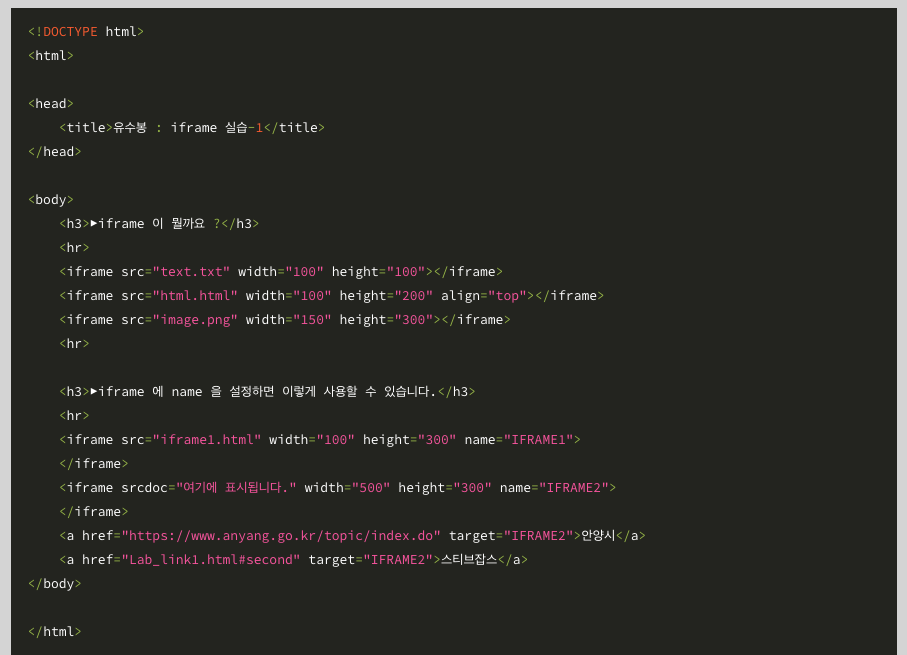 <!DOCTYPE html>
<html>
<head>
<title>유수봉 : iframe 실습-1</title>
</head>
<body>
<h3>▶iframe 이 뭘까요 ?</h3>
<hr>
<iframe src="text.txt" width="100" height="100"></iframe>
<iframe src="html.html" width="100" height="200" align="top"></iframe>
<iframe src="image.png" width="150" height="300"></iframe>
<hr>
<h3>▶iframe 에 name 을 설정하면 이렇게 사용할 수 있습니다.</h3>
<hr>
<iframe src="iframe1.html" width="100" height="300" name="IFRAME1">
</iframe>
<iframe srcdoc="여기에 표시됩니다." width="500" height="300" name="IFRAME2">
</iframe>
<a href="https://www.anyang.go.kr/topic/index.do" target="IFRAME2">안양시</a>
<a href="Lab_link1.html#second" target="IFRAME2">스티브잡스</a>
</body>
</html>